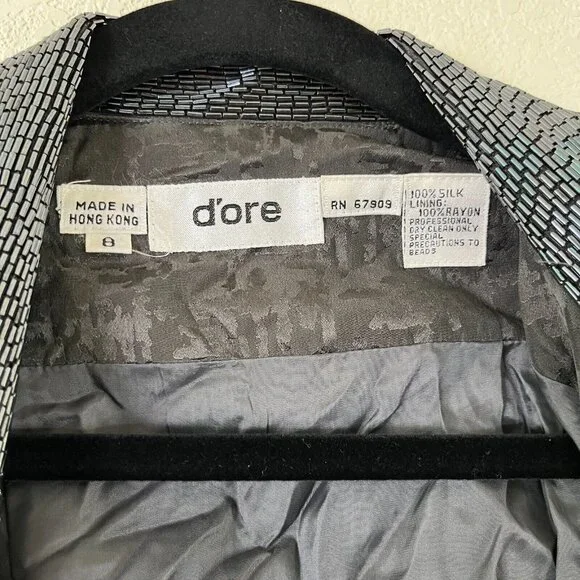 MADE IN
HONG KONG
8
d'ore
RN 67909
100% SILK
LINING:
100% RAYON
PROFESSIONAL
DRY CLEAN ONLY
SPECIAL
PRECAUTIONS TO
BEADS